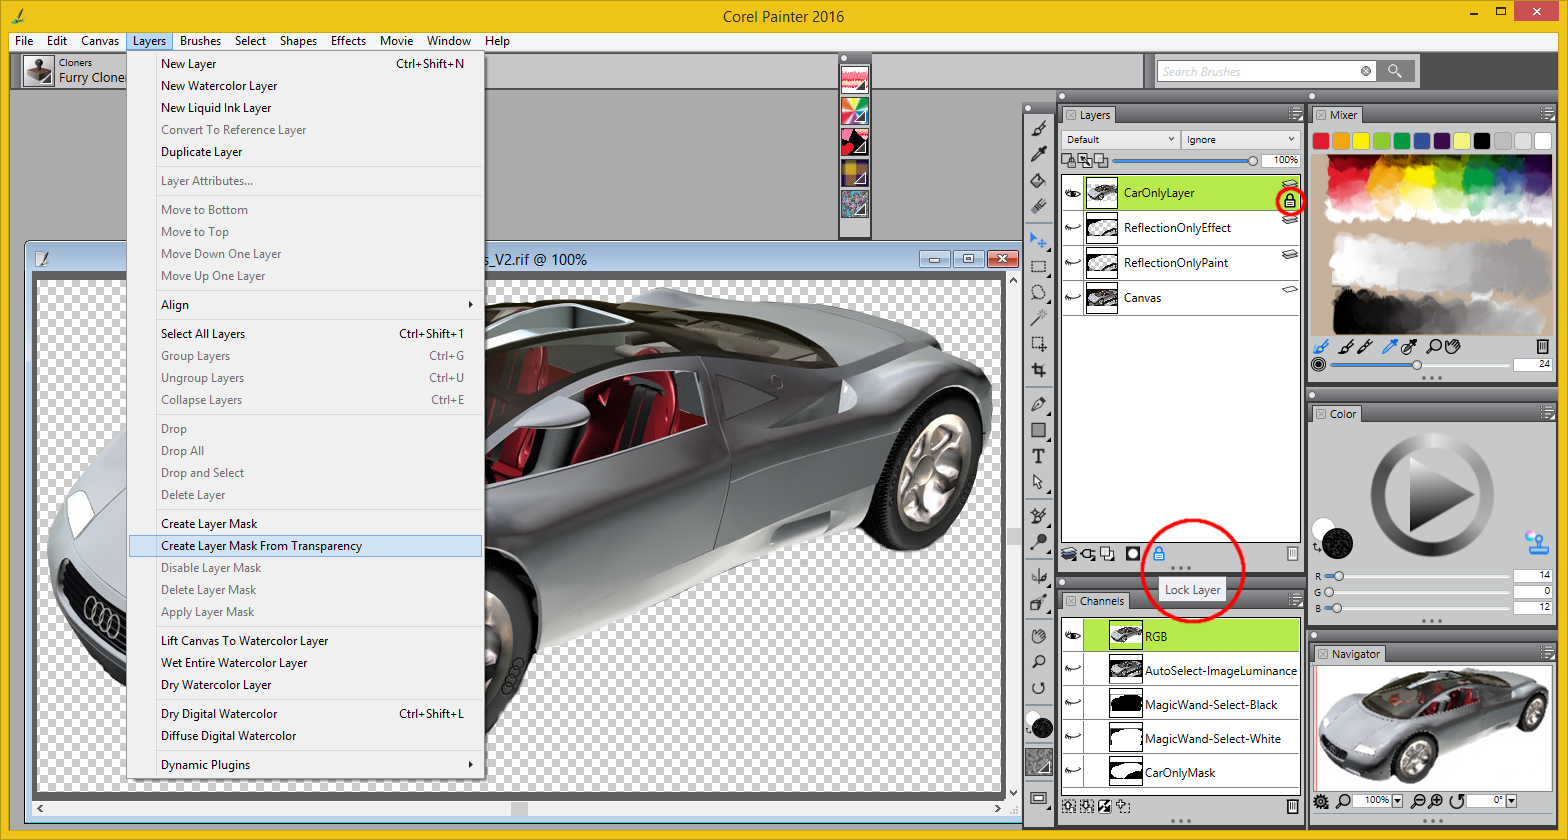 Corel Painter 2016
File Edit Canvas Layers Brushes Select Shapes Effects Movie Window Help
Cloners
Furry Cloner
Search Brushes
New Layer Ctrl+Shift+N
New Watercolor Layer
New Liquid Ink Layer
Convert To Reference Layer
Duplicate Layer
Layer Attributes...
Move to Bottom
Move to Top
Move Down One Layer
Move Up One Layer
Align
Select All Layers Ctrl+Shift+1
Group Layers Ctrl+G
Ungroup Layers Ctrl+U
Collapse Layers Ctrl+E
Drop
Drop All
Drop and Select
Delete Layer
Create Layer Mask
Create Layer Mask From Transparency
Disable Layer Mask
Delete Layer Mask
Apply Layer Mask
Lift Canvas To Watercolor Layer
Wet Entire Watercolor Layer
Dry Watercolor Layer
Dry Digital Watercolor Ctrl+Shift+L
Diffuse Digital Watercolor
Dynamic Plugins
s_V2.rif @ 100%
T
Layers
Default Ignore
100%
CarOnlyLayer
ReflectionOnlyEffect
ReflectionOnlyPaint
Canvas
Lock Layer
Channels
RGB
AutoSelect-ImageLuminance
MagicWand-Select-Black
MagicWand-Select-White
CarOnlyMask
Mixer
24
Color
R 14
G 0
B 12
Navigator
100% 0°